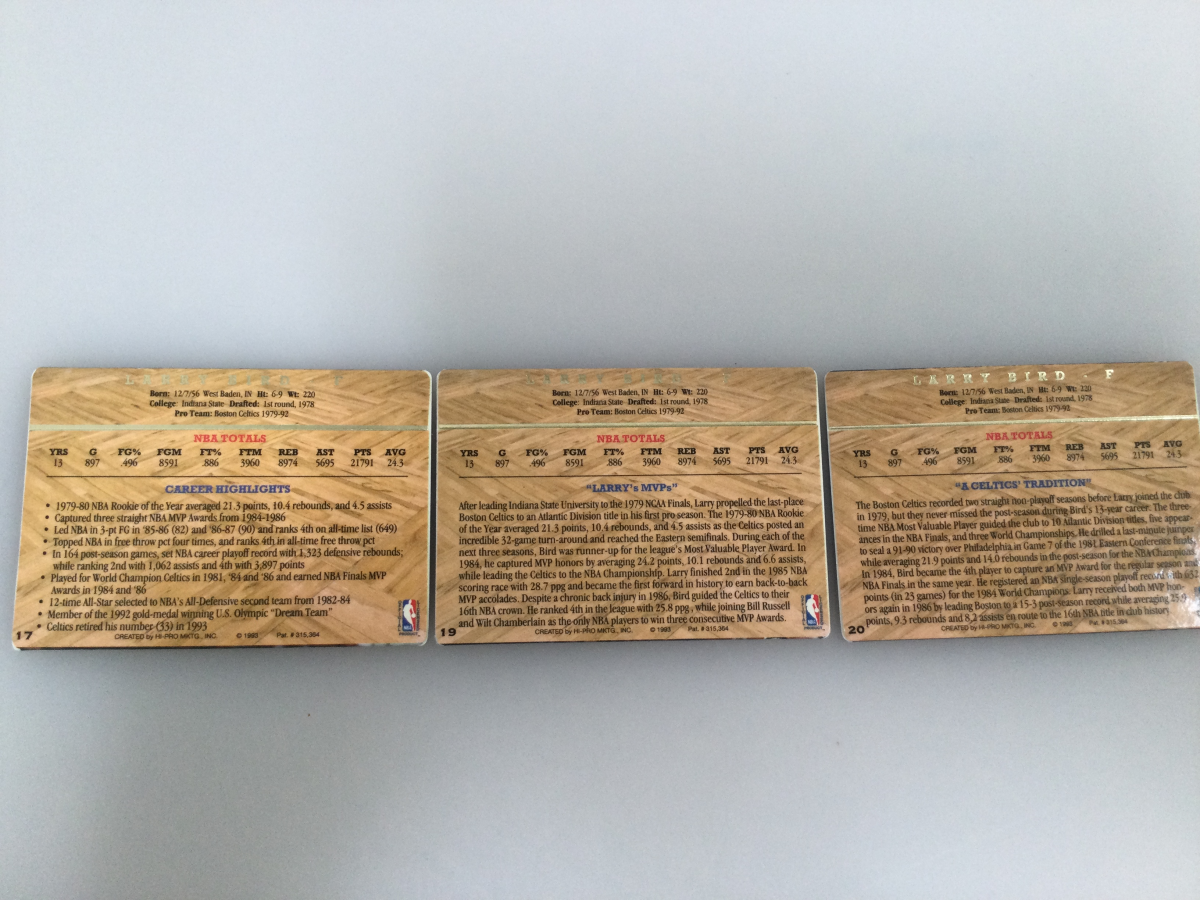 LARRY BIRD - F
Born: 12/7/56 West Baden, IN Ht: 6-9 Wt: 220
College: Indiana State Drafted: 1st round, 1978
Pro Team: Boston Celtics 1979-92
NBA TOTALS
YRS G FG% FGM FT% FTM REB AST PTS AVG
13 897 .496 8591 .886 3960 8974 5695 21791 24.3
CAREER HIGHLIGHTS
• 1979-80 NBA Rookie of the Year averaged 21.3 points, 10.4 rebounds, and 4.5 assists
• Captured three straight NBA MVP Awards from 1984-1986
• Led NBA in 3-pt FG in '85-86 (82) and '86-87 (90) and ranks 4th on all-time list (649)
• Topped NBA in free throw pct four times, and ranks 4th in all-time free throw pct
• In 164 post-season games, set NBA career playoff record with 1,323 defensive rebounds;
while ranking 2nd with 1,062 assists and 4th with 3,897 points
• Played for World Champion Celtics in 1981, '84 and '86 and earned NBA Finals MVP
Awards in 1984 and '86
• 12-time All-Star selected to NBA's All-Defensive second team from 1982-84
• Member of the 1992 gold-medal winning U.S. Olympic "Dream Team"
• Celtics retired his number (33) in 1993
17 CREATED by HI-PRO MKTG., INC. © 1993 Pat. # 315,364
Born: 12/7/56 West Baden, IN Ht: 6-9 Wt: 220
College: Indiana State Drafted: 1st round, 1978
Pro Team: Boston Celtics 1979-92
NBA TOTALS
YRS G FG% FGM FT% FTM REB AST PTS AVG
13 897 .496 8591 .886 3960 8974 5695 21791 24.3
"LARRY's MVPs"
After leading Indiana State University to the 1979 NCAA Finals, Larry propelled the last-place
Boston Celtics to an Atlantic Division title in his first pro season. The 1979-80 NBA Rookie
of the Year averaged 21.3 points, 10.4 rebounds, and 4.5 assists as the Celtics posted an
incredible 32-game turn-around and reached the Eastern semifinals. During each of the
next three seasons, Bird was runner-up for the league's Most Valuable Player Award. In
1984, he captured MVP honors by averaging 24.2 points, 10.1 rebounds and 6.6 assists,
while leading the Celtics to the NBA Championship. Larry finished 2nd in the 1985 NBA
scoring race with 28.7 ppg and became the first forward in history to earn back-to-back
MVP accolades. Despite a chronic back injury in 1986, Bird guided the Celtics to their
16th NBA crown. He ranked 4th in the league with 25.8 ppg, while joining Bill Russell
and Wilt Chamberlain as the only NBA players to win three consecutive MVP Awards.
19 CREATED by HI-PRO MKTG., INC. © 1993 Pat. # 315,364
LARRY BIRD - F
Born: 12/7/56 West Baden, IN Ht: 6-9 Wt: 220
College: Indiana State Drafted: 1st round, 1978
Pro Team: Boston Celtics 1979-92
NBA TOTALS
YRS G FG% FGM FT% FTM REB AST PTS AVG
13 897 .496 8591 .886 3960 8974 5695 21791 24.3
"A CELTICS' TRADITION"
The Boston Celtics recorded two straight non-playoff seasons before Larry joined the club
in 1979, but they never missed the post-season during Bird's 13-year career. The three-
time NBA Most Valuable Player guided the club to 10 Atlantic Division titles, five appear-
ances in the NBA Finals, and three World Championships. He drilled a last-minute jumper
to seal a 91-90 victory over Philadelphia in Game 7 of the 1981 Eastern Conference finals
while averaging 21.9 points and 14.0 rebounds in the post-season for the NBA Champions.
In 1984, Bird became the 4th player to capture an MVP Award for the regular season and
NBA Finals in the same year. He registered an NBA single-season playoff record with
points (in 23 games) for the 1984 World Champions. Larry received both MVP hon-
ors again in 1986 by leading Boston to a 15-3 post-season record while averaging
points, 9.3 rebounds and 8.2 assists en route to the 16th NBA title in club history.
20 CREATED by HI-PRO MKTG., INC. © 1993 Pat. # 315,364